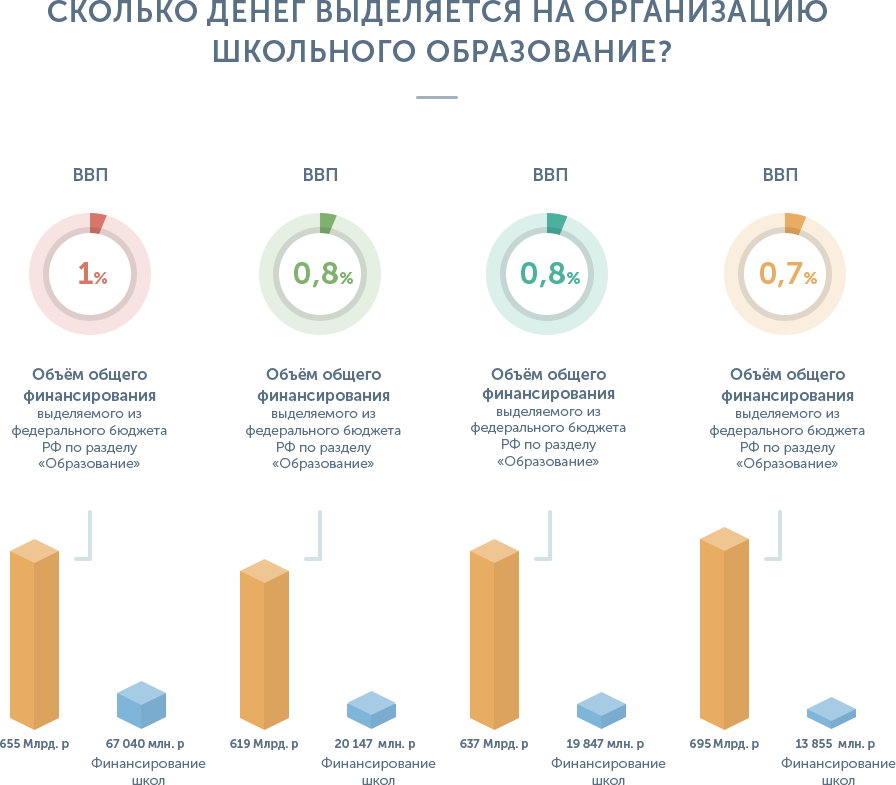 СКОЛЬКО ДЕНЕГ ВЫДЕЛЯЕТСЯ НА ОРГАНИЗАЦИЮ
ШКОЛЬНОГО ОБРАЗОВАНИЕ?
ВВП
1%
Объём общего
финансирования
выделяемого из
федерального бюджета
РФ по разделу
«Образование»
655 Млрд. р
67 040 млн. р
Финансирование
школ
ВВП
0,8%
Объём общего
финансирования
выделяемого из
федерального бюджета
РФ по разделу
«Образование»
619 Млрд. р
20 147 млн. р
Финансирование
школ
ВВП
0,8%
Объём общего
финансирования
выделяемого из
федерального бюджета
РФ по разделу
«Образование»
637 Млрд. р
19 847 млн. р
Финансирование
школ
ВВП
0,7%
Объём общего
финансирования
выделяемого из
федерального бюджета
РФ по разделу
«Образование»
695 Млрд. р
13 855 млн. р
Финансирование
школ